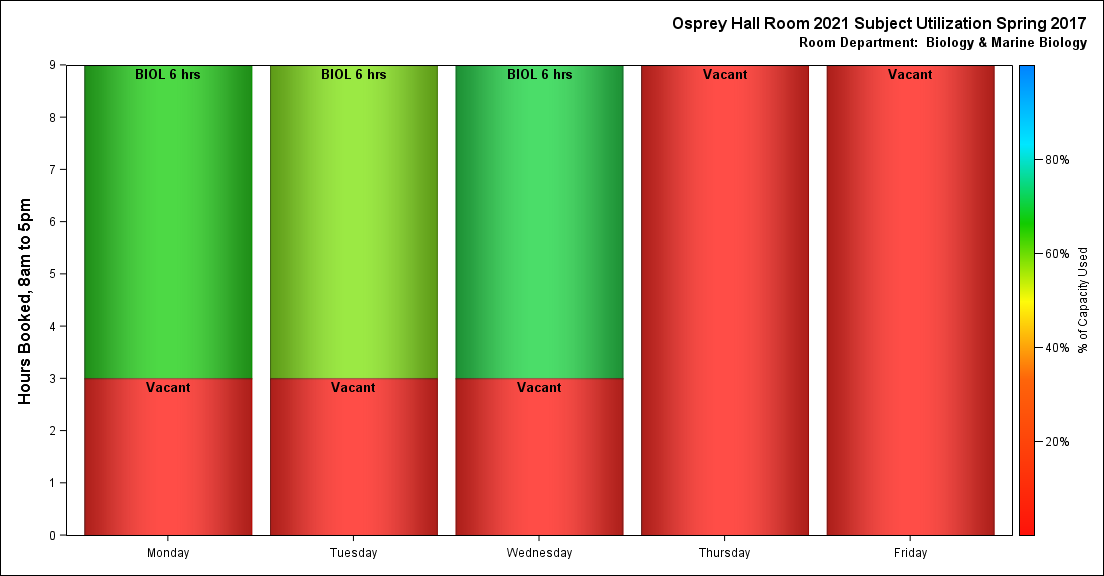 Osprey Hall Room 2021 Subject Utilization Spring 2017
Room Department:  Biology & Marine Biology
Hours Booked, 8am to 5pm
9
8
7
6
5
4
3
2
1
0
BIOL 6 hrs
BIOL 6 hrs
BIOL 6 hrs
Vacant
Vacant
Vacant
Vacant
Vacant
Monday
Tuesday
Wednesday
Thursday
Friday
80%
60%
40%
20%
% of Capacity Used